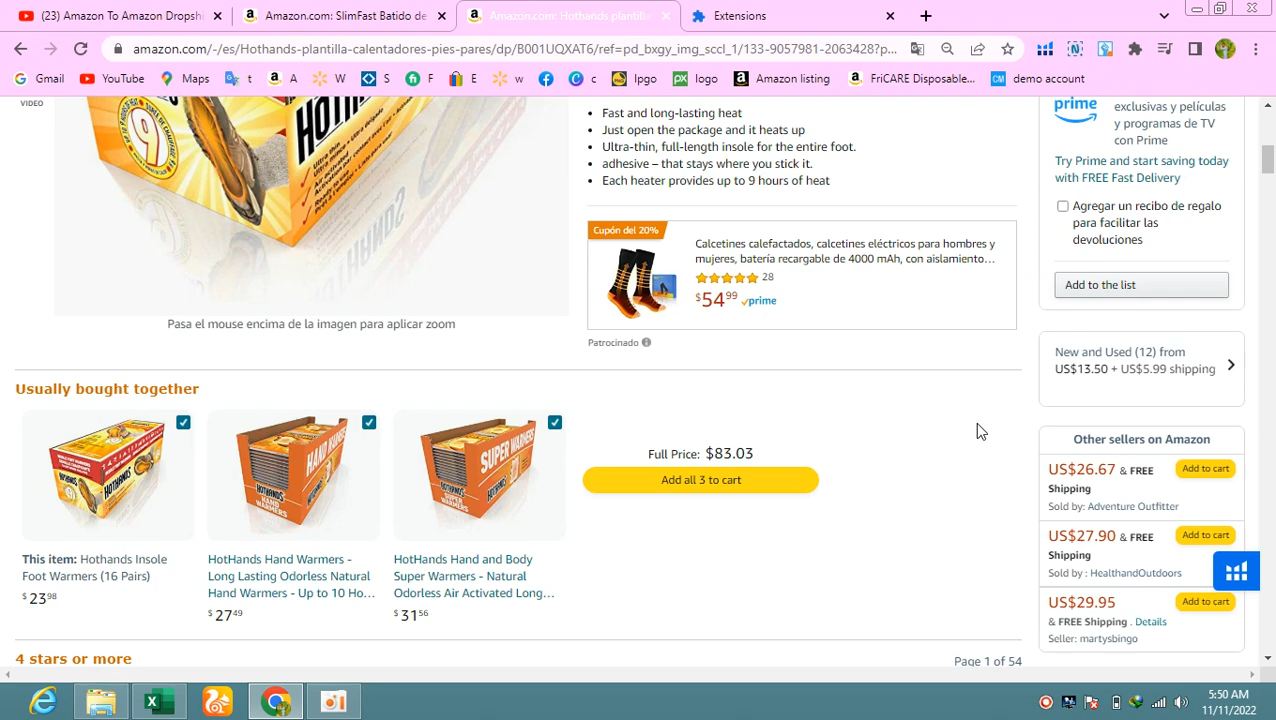 (23) Amazon To Amazon Dropshi
Amazon.com: SlimFast Batido de
Amazon.com: Hothands plantilla
Extensions
amazon.com/-/es/Hothands-plantilla-calentadores-pies-pares/dp/B001UQXAT6/ref=pd_bxgy_img_sccl_1/133-9057981-2063428?p...
Gmail
YouTube
Maps
t
A
W
S
F
E
w
c
lpgo
logo
Amazon listing
FriCARE Disposable...
demo account
VIDEO
9
HOTHANDS
Pasa el mouse encima de la imagen para aplicar zoom
Fast and long-lasting heat
Just open the package and it heats up
Ultra-thin, full-length insole for the entire foot.
adhesive – that stays where you stick it.
Each heater provides up to 9 hours of heat
Cupón del 20%
Calcetines calefactados, calcetines eléctricos para hombres y
mujeres, batería recargable de 4000 mAh, con aislamiento...
28
$54 99 prime
Patrocinado
prime
exclusivas y películas
y programas de TV
con Prime
Try Prime and start saving today
with FREE Fast Delivery
Agregar un recibo de regalo
para facilitar las
devoluciones
Add to the list
New and Used (12) from
US$13.50 + US$5.99 shipping
Usually bought together
This item: Hothands Insole
Foot Warmers (16 Pairs)
$23 98
HotHands Hand Warmers -
Long Lasting Odorless Natural
Hand Warmers - Up to 10 Ho...
$27 49
HotHands Hand and Body
Super Warmers - Natural
Odorless Air Activated Long...
$31 56
Full Price: $83.03
Add all 3 to cart
Other sellers on Amazon
US$26.67 & FREE
Shipping
Sold by: Adventure Outfitter
Add to cart
US$27.90 & FREE
Shipping
Sold by : HealthandOutdoors
Add to cart
US$29.95
& FREE Shipping . Details
Seller: martysbingo
Add to cart
4 stars or more
Page 1 of 54
5:50 AM
11/11/2022